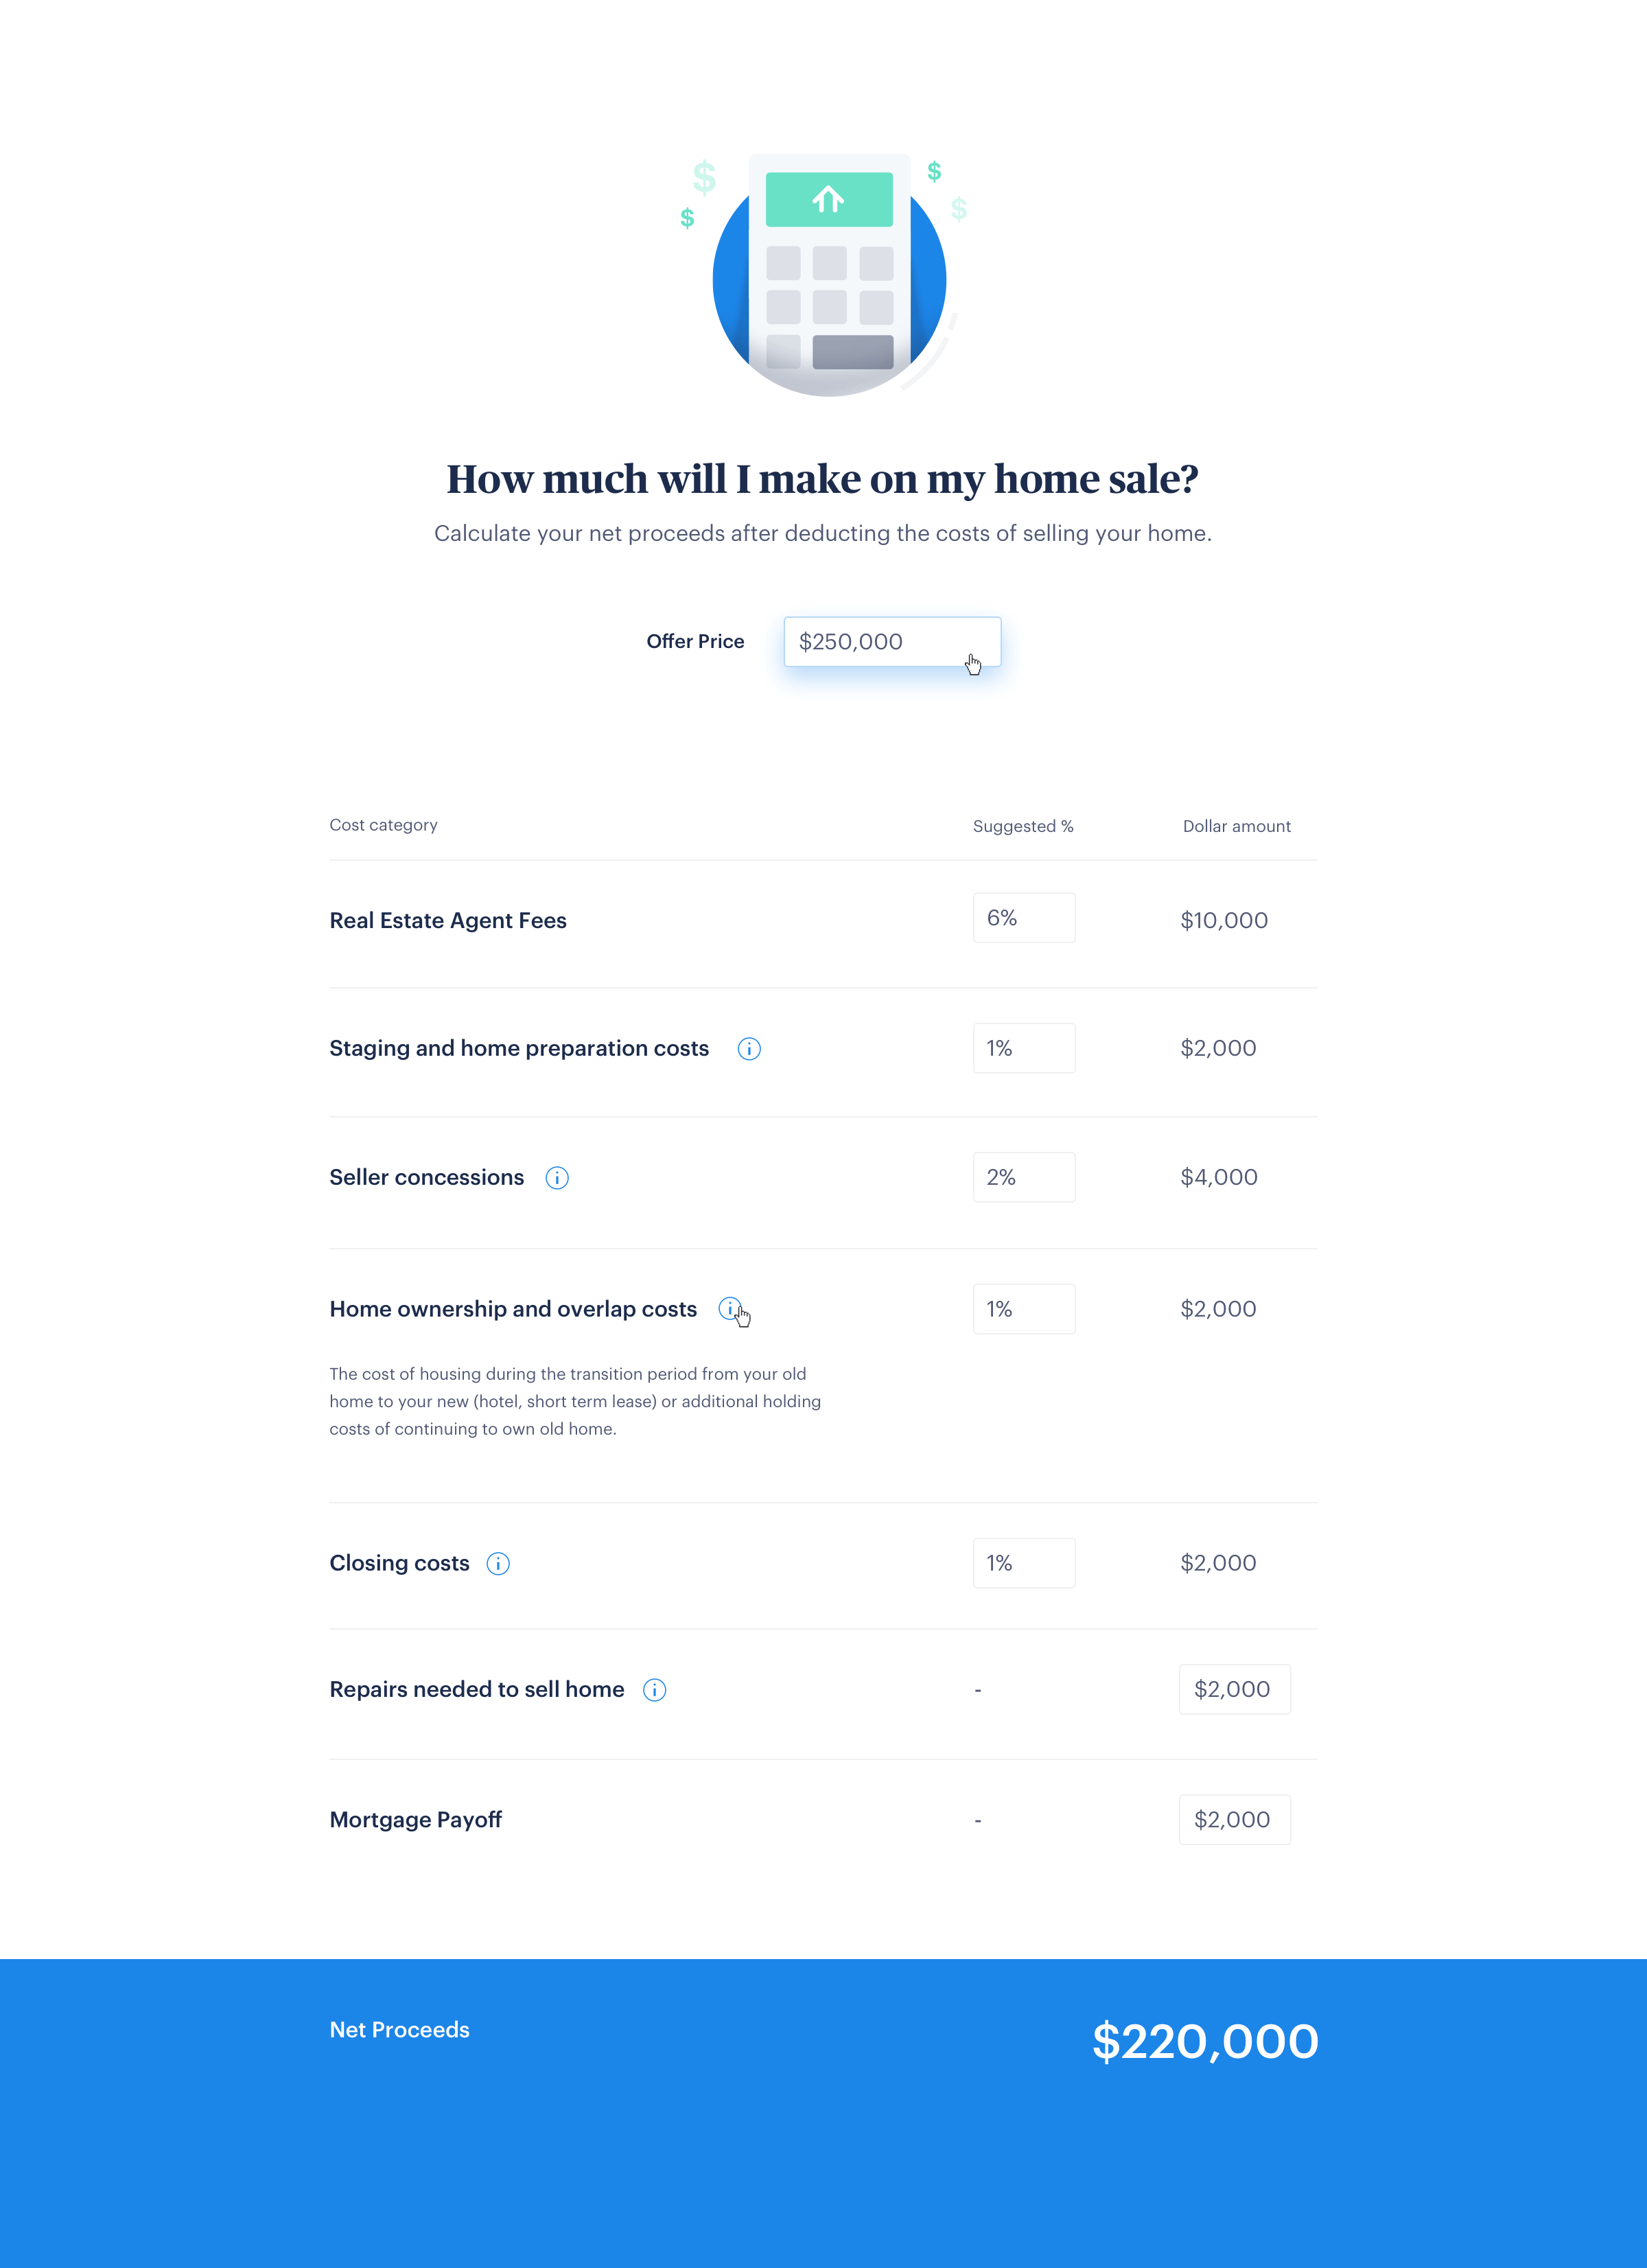 $
$
$
$
How much will I make on my home sale?
Calculate your net proceeds after deducting the costs of selling your home.
Offer Price $250,000
Cost category Suggested % Dollar amount
Real Estate Agent Fees 6% $10,000
Staging and home preparation costs i 1% $2,000
Seller concessions i 2% $4,000
Home ownership and overlap costs i 1% $2,000
The cost of housing during the transition period from your old
home to your new (hotel, short term lease) or additional holding
costs of continuing to own old home.
Closing costs i 1% $2,000
Repairs needed to sell home i - $2,000
Mortgage Payoff - $2,000
Net Proceeds $220,000